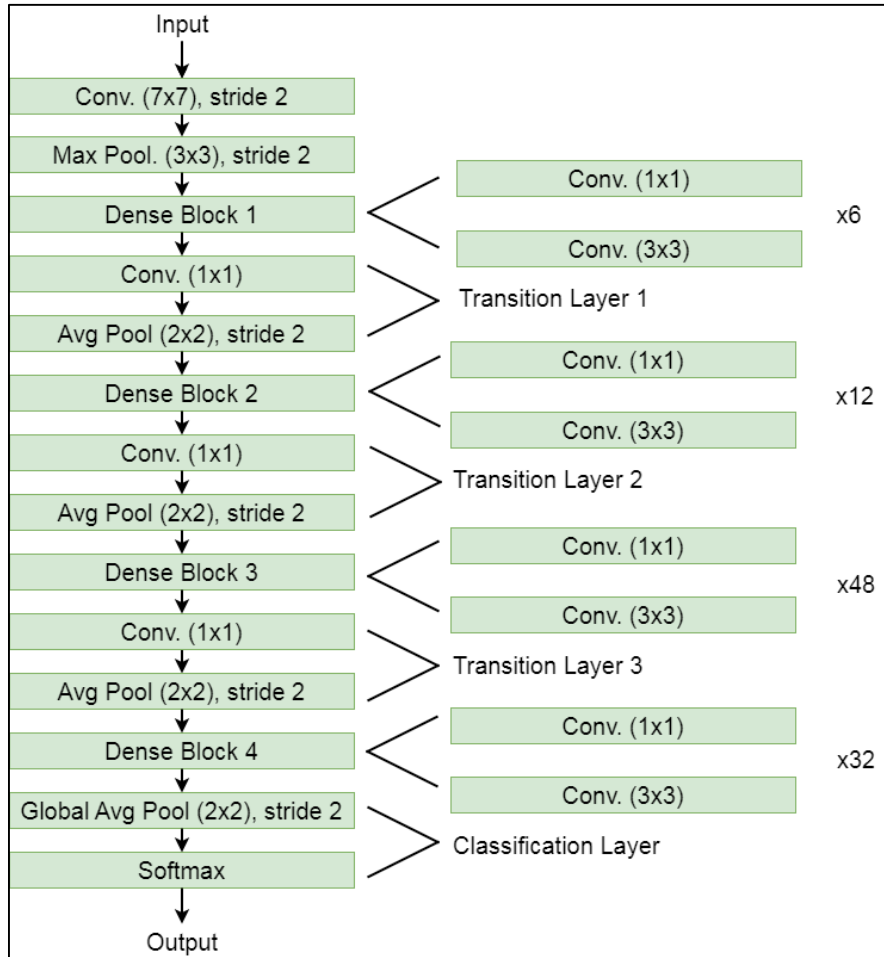 Input
Conv. (7x7), stride 2
Max Pool. (3x3), stride 2
Dense Block 1
Conv. (1x1)
Conv. (3x3)
x6
Conv. (1x1)
Avg Pool (2x2), stride 2
Transition Layer 1
Dense Block 2
Conv. (1x1)
Conv. (3x3)
x12
Conv. (1x1)
Avg Pool (2x2), stride 2
Transition Layer 2
Dense Block 3
Conv. (1x1)
Conv. (3x3)
x48
Conv. (1x1)
Avg Pool (2x2), stride 2
Transition Layer 3
Dense Block 4
Conv. (1x1)
Conv. (3x3)
x32
Global Avg Pool (2x2), stride 2
Softmax
Classification Layer
Output